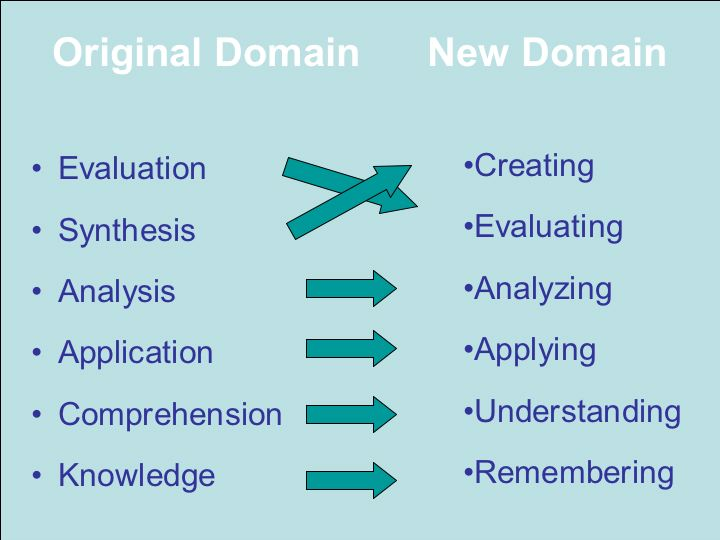 Original Domain
New Domain
• Evaluation
• Synthesis
• Analysis
• Application
• Comprehension
• Knowledge
•Creating
•Evaluating
•Analyzing
•Applying
•Understanding
•Remembering